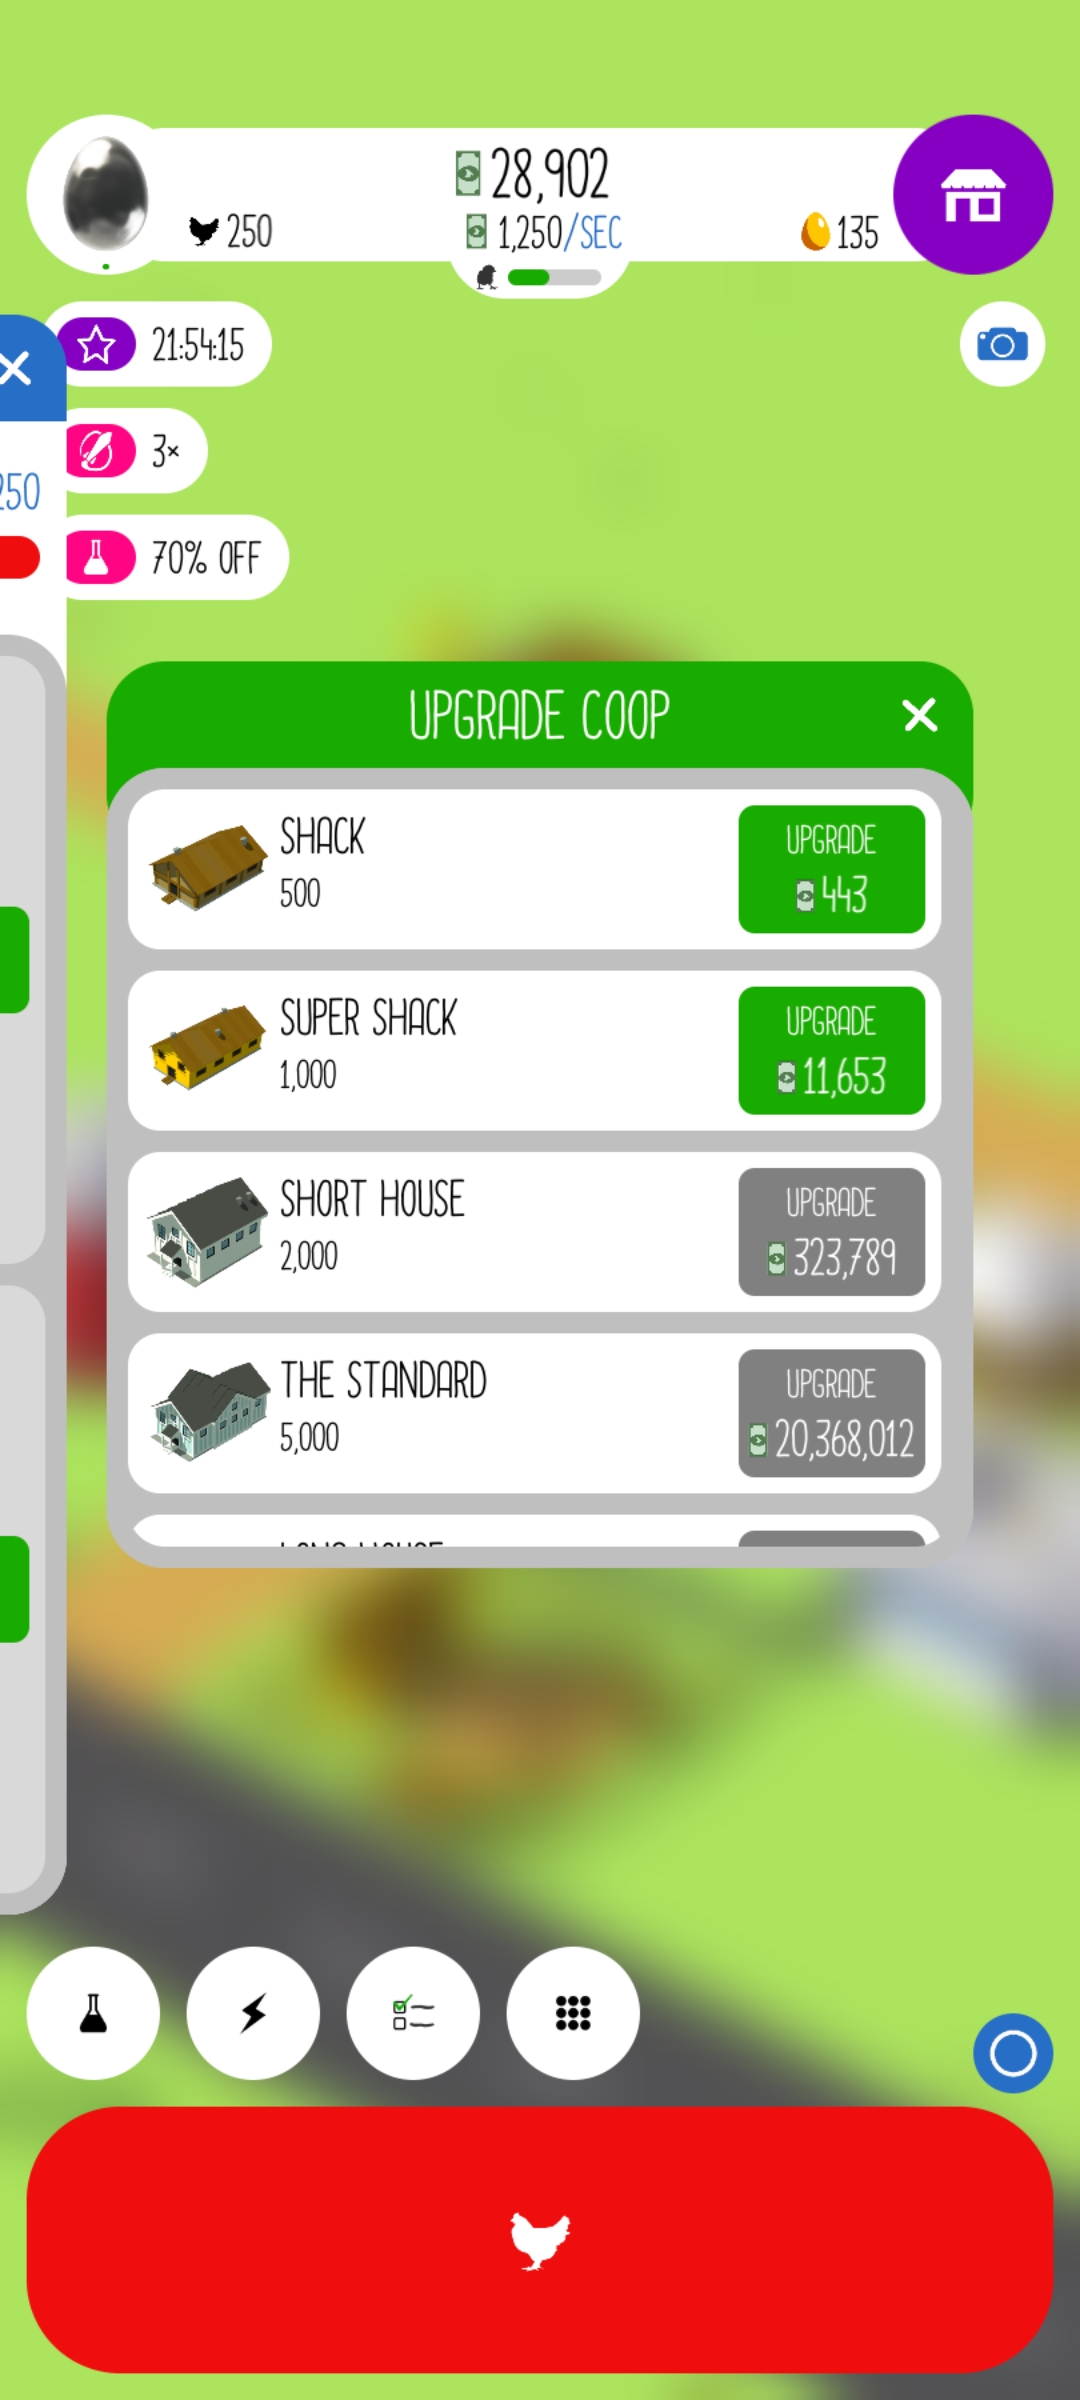 28,902
250
1,250/SEC
135
21:54:15
250
3×
70% OFF
UPGRADE COOP
SHACK
500
UPGRADE
443
SUPER SHACK
1,000
UPGRADE
11,653
SHORT HOUSE
2,000
UPGRADE
323,789
THE STANDARD
5,000
UPGRADE
20,368,012
LONG HOUSE